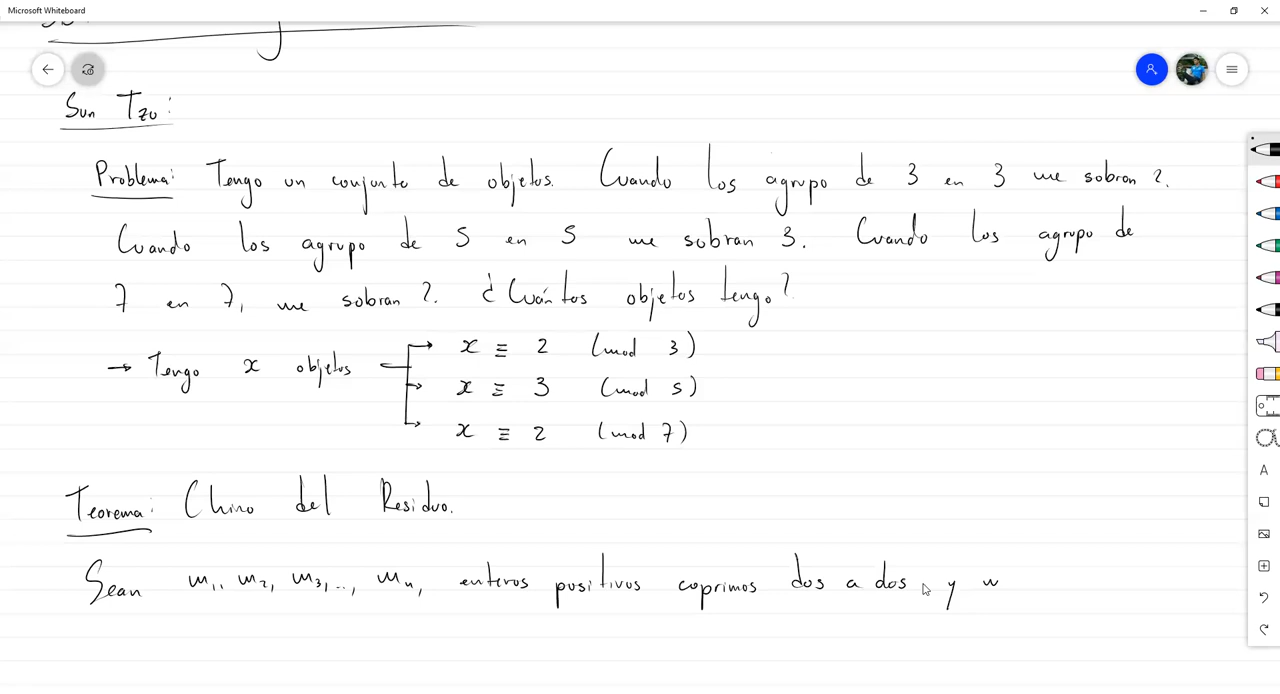 Microsoft Whiteboard
Sun Tzu:
Problema: Tengo un conjunto de objetos. Cuando los agrupo de 3 en 3 me sobran 2.
Cuando los agrupo de 5 en 5 me sobran 3. Cuando los agrupo de
7 en 7, me sobran 2. ¿Cuántos objetos tengo?
→ Tengo x objetos
x ≡ 2 (mod 3)
x ≡ 3 (mod 5)
x ≡ 2 (mod 7)
Teorema: Chino del Residuo.
Sean m₁, m₂, m₃, .., mₙ, enteros positivos coprimos dos a dos, y